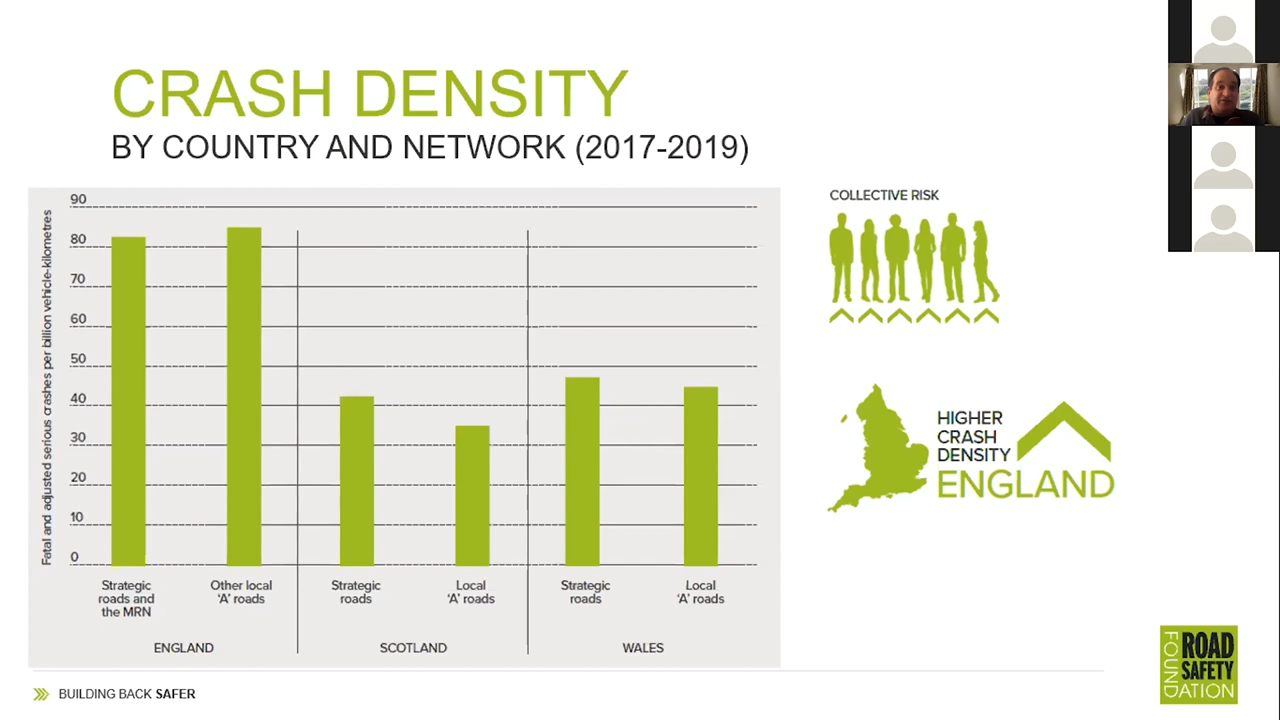 CRASH DENSITY
BY COUNTRY AND NETWORK (2017-2019)
Fatal and adjusted serious crashes per billion vehicle-kilometres
90
80
70
60
50
40
30
20
10
0
Strategic
roads and
the MRN
Other local
‘A’ roads
Strategic
roads
Local
‘A’ roads
Strategic
roads
Local
‘A’ roads
ENGLAND
SCOTLAND
WALES
COLLECTIVE RISK
HIGHER
CRASH
DENSITY
ENGLAND
BUILDING BACK SAFER
ROAD
SAFETY
FOUNDATION